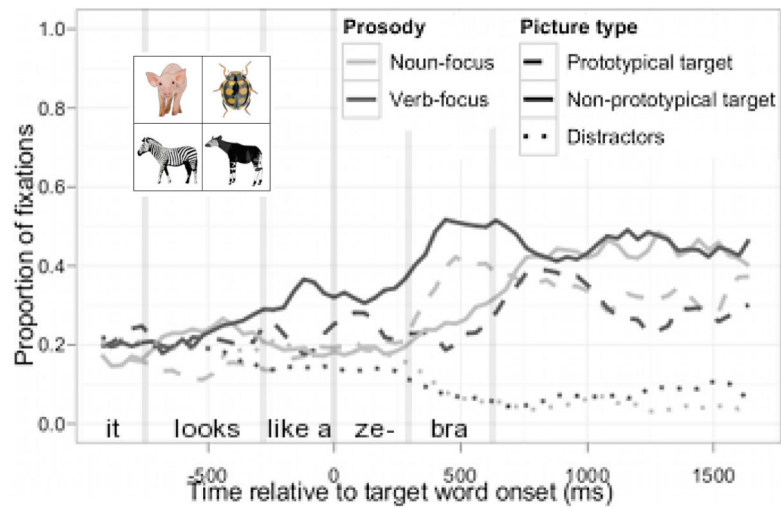 1.0
0.8
0.6
0.4
0.2
0.0
Proportion of fixations
Prosody
Noun-focus
Verb-focus
Picture type
Prototypical target
Non-prototypical target
Distractors
it looks like a ze- bra
-500 0 500 1000 1500
Time relative to target word onset (ms)